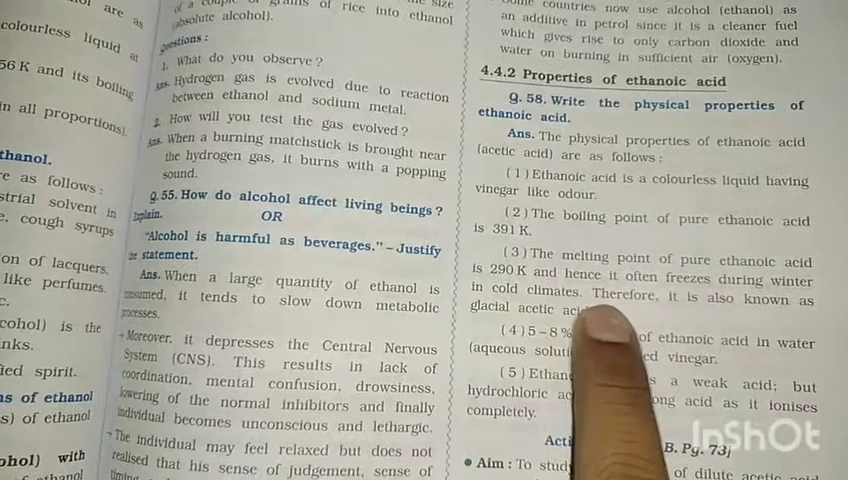 are as
colourless liquid at
56 K and its boiling
in all proportions).
thanol.
re as follows :
strial solvent in
e, cough syrups
on of lacquers,
like perfumes.
c.
cohol) is the
nks.
ied spirit.
ns of ethanol
s) of ethanol
ohol) with
of a couple of grains of rice into ethanol
(absolute alcohol).
Questions :
1. What do you observe ?
Ans. Hydrogen gas is evolved due to reaction
between ethanol and sodium metal.
2. How will you test the gas evolved ?
Ans. When a burning matchstick is brought near
the hydrogen gas, it burns with a popping
sound.
Q. 55. How do alcohol affect living beings ?
Explain.
OR
"Alcohol is harmful as beverages." – Justify
the statement.
Ans. When a large quantity of ethanol is
consumed, it tends to slow down metabolic
processes.
Moreover, it depresses the Central Nervous
System (CNS). This results in lack of
coordination, mental confusion, drowsiness,
lowering of the normal inhibitors and finally
individual becomes unconscious and lethargic.
The individual may feel relaxed but does not
realised that his sense of judgement, sense of
Some countries now use alcohol (ethanol) as
an additive in petrol since it is a cleaner fuel
which gives rise to only carbon dioxide and
water on burning in sufficient air (oxygen).
4.4.2 Properties of ethanoic acid
Q. 58. Write the physical properties of
ethanoic acid.
Ans. The physical properties of ethanoic acid
(acetic acid) are as follows :
(1) Ethanoic acid is a colourless liquid having
vinegar like odour.
(2) The boiling point of pure ethanoic acid
is 391 K.
(3) The melting point of pure ethanoic acid
is 290 K and hence it often freezes during winter
in cold climates. Therefore, it is also known as
glacial acetic aci
(4) 5 – 8 % of ethanoic acid in water
(aqueous soluti ed vinegar.
(5) Ethan s a weak acid; but
hydrochloric ac ong acid as it ionises
completely.
Acti B. Pg. 73]
• Aim : To study of dilute acetic acid
InShOt